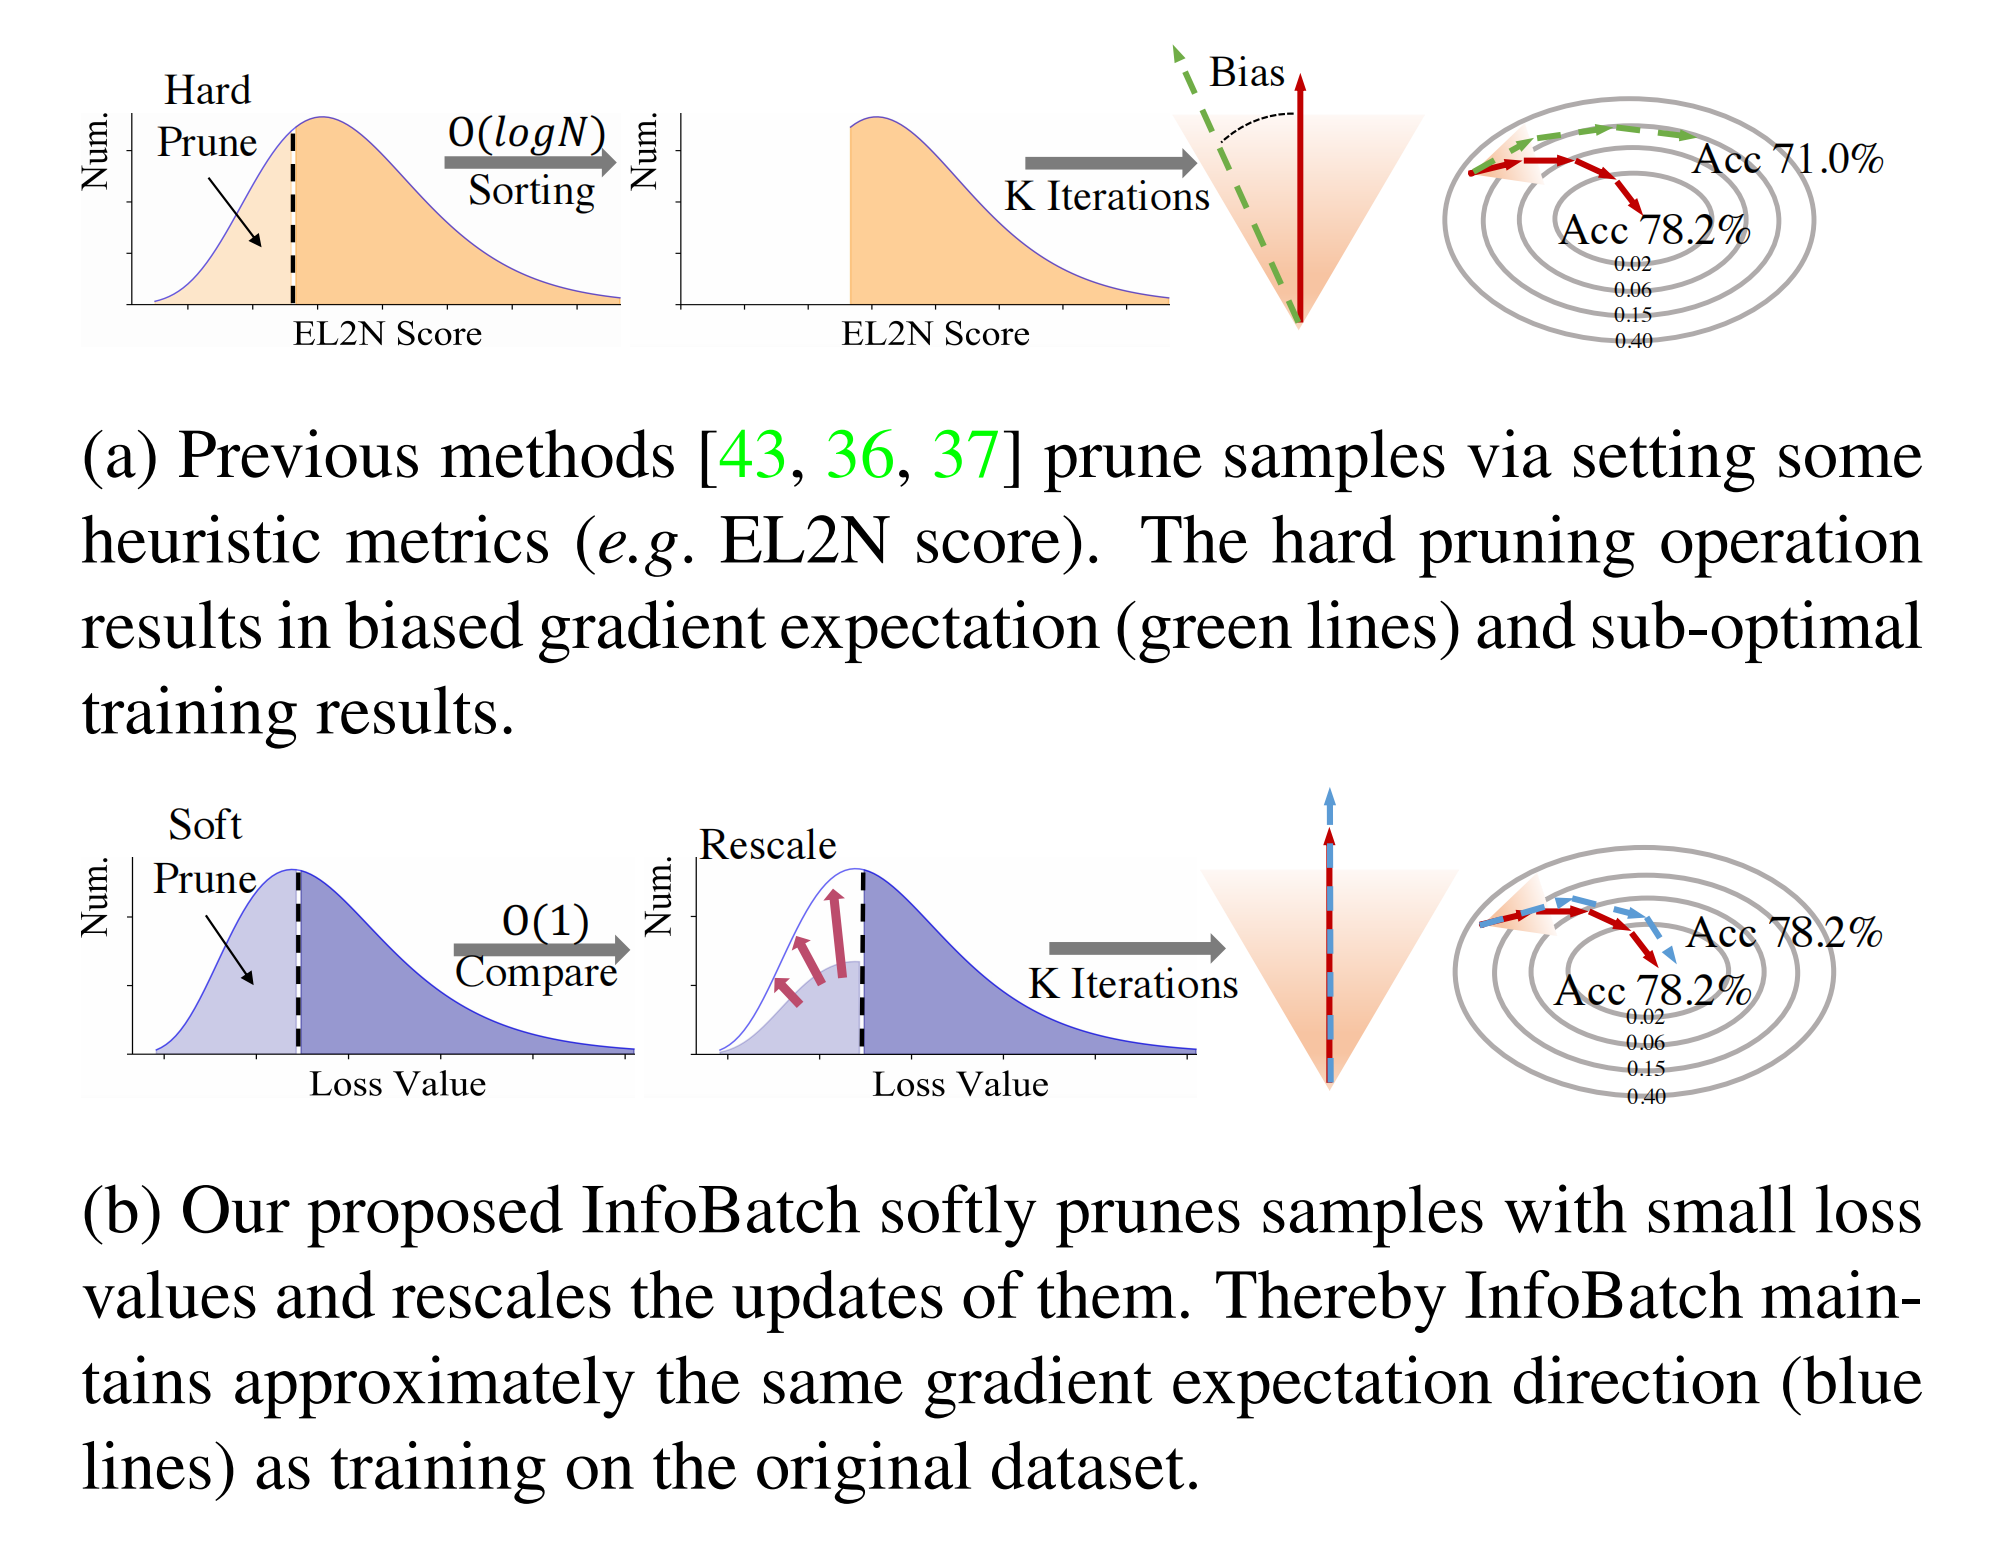 Hard
Prune
Num.
EL2N Score
O(logN)
Sorting
Num.
EL2N Score
K Iterations
Bias
Acc 71.0%
Acc 78.2%
0.02
0.06
0.15
0.40
(a) Previous methods [43, 36, 37] prune samples via setting some
heuristic metrics (e.g. EL2N score). The hard pruning operation
results in biased gradient expectation (green lines) and sub-optimal
training results.
Soft
Prune
Num.
Loss Value
O(1)
Compare
Rescale
Num.
Loss Value
K Iterations
Acc 78.2%
Acc 78.2%
0.02
0.06
0.15
0.40
(b) Our proposed InfoBatch softly prunes samples with small loss
values and rescales the updates of them. Thereby InfoBatch main-
tains approximately the same gradient expectation direction (blue
lines) as training on the original dataset.